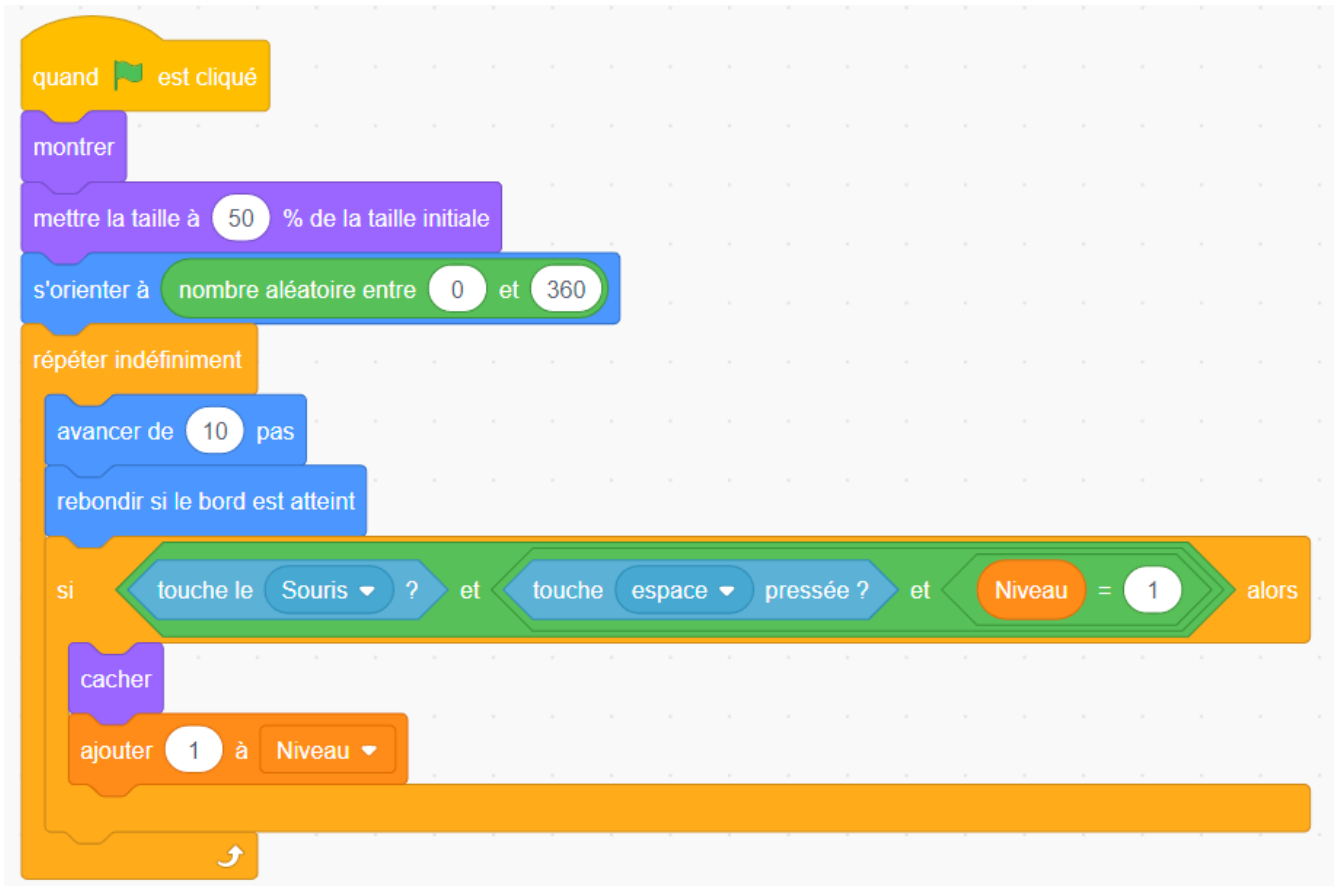 quand est cliqué
montrer
mettre la taille à 50 % de la taille initiale
s'orienter à nombre aléatoire entre 0 et 360
répéter indéfiniment
avancer de 10 pas
rebondir si le bord est atteint
si touche le Souris ? et touche espace pressée ? et Niveau = 1 alors
cacher
ajouter 1 à Niveau